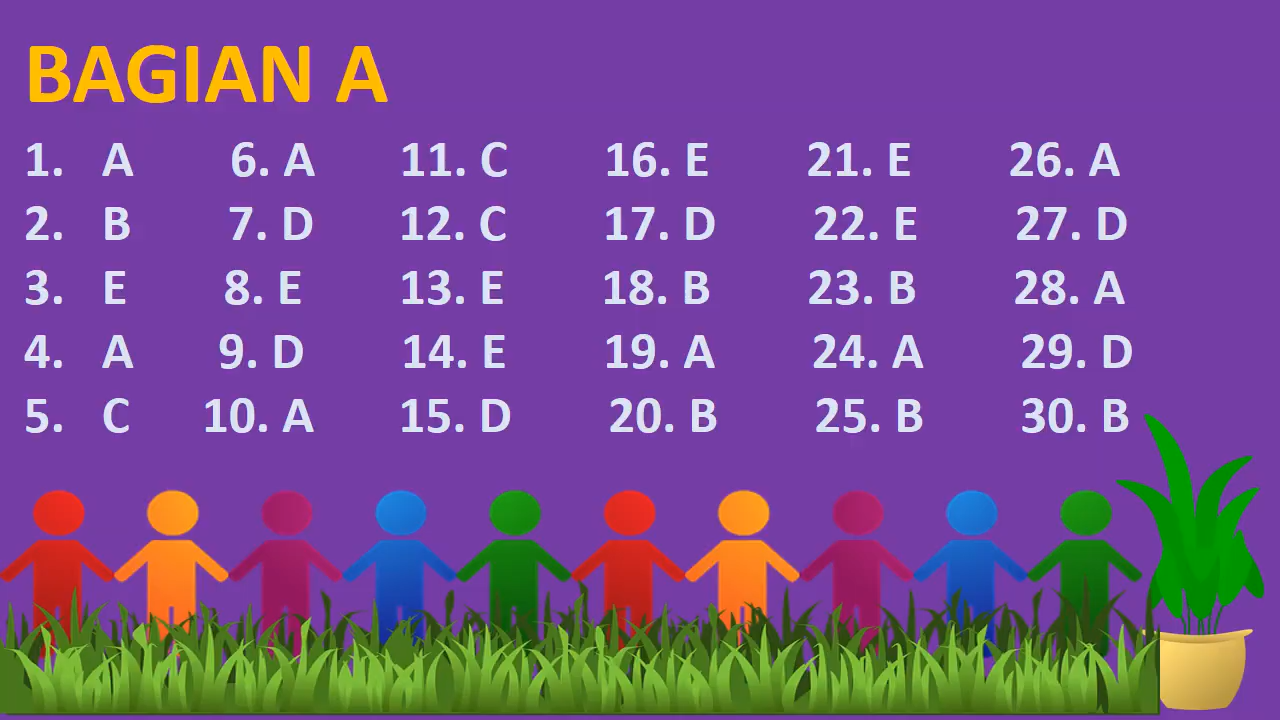 BAGIAN A
1. A 6. A 11. C 16. E 21. E 26. A
2. B 7. D 12. C 17. D 22. E 27. D
3. E 8. E 13. E 18. B 23. B 28. A
4. A 9. D 14. E 19. A 24. A 29. D
5. C 10. A 15. D 20. B 25. B 30. B